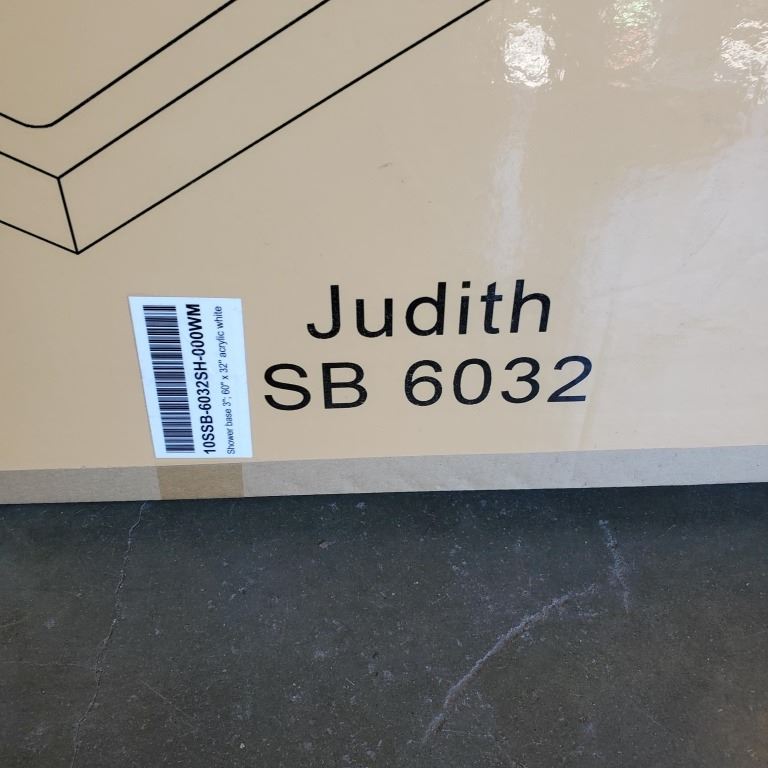 Judith
SB 6032
10SSB-6032SH-000WM
Shower base 3", 60" x 32" acrylic white